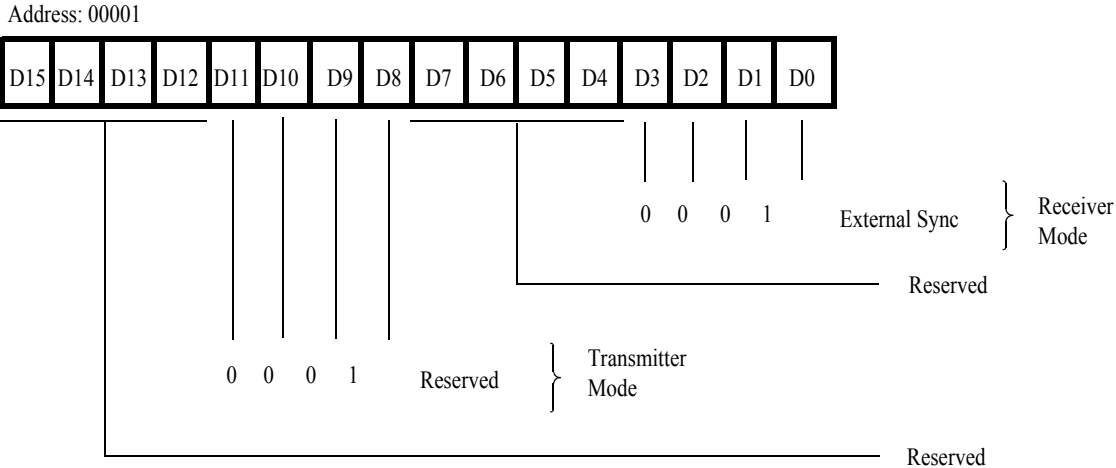 Address: 00001
D15 D14 D13 D12 D11 D10 D9 D8 D7 D6 D5 D4 D3 D2 D1 D0
0 0 0 1 External Sync
Receiver
Mode
Reserved
0 0 0 1 Reserved
Transmitter
Mode
Reserved